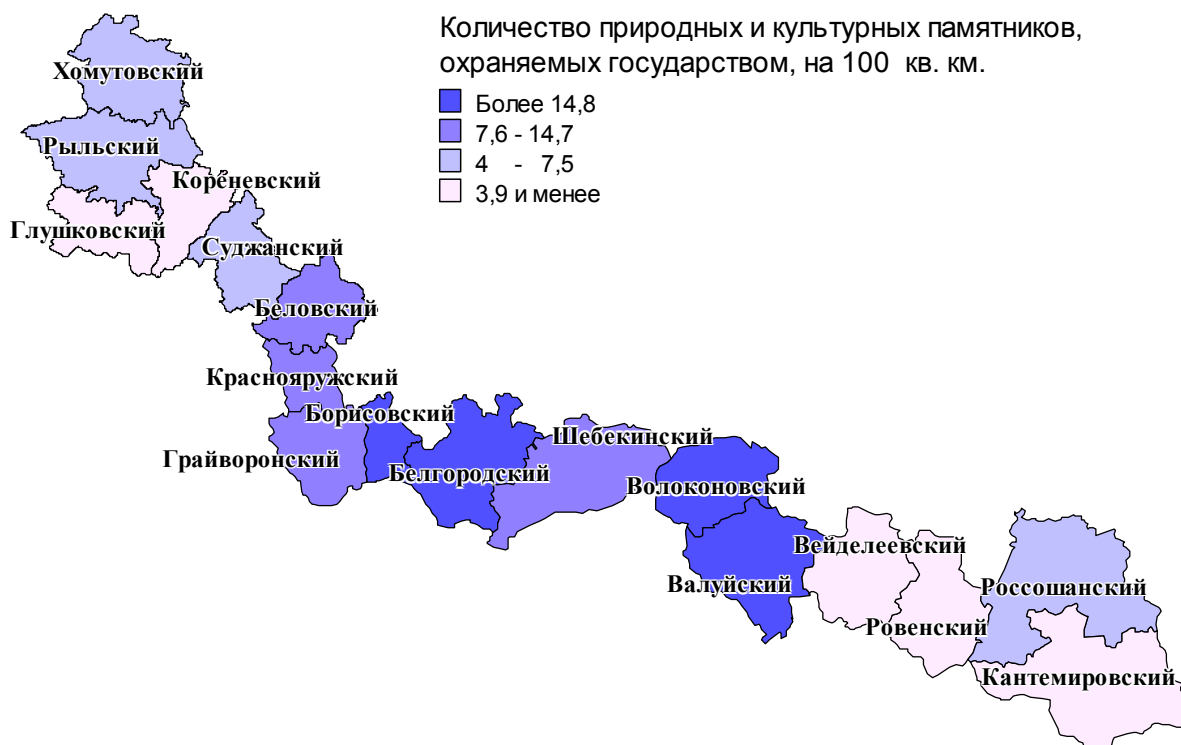 Количество природных и культурных памятников,
охраняемых государством, на 100 кв. км.
Более 14,8
7,6 - 14,7
4 - 7,5
3,9 и менее
Хомутовский
Рыльский
Кореневский
Глушковский
Суджанский
Беловский
Краснояружский
Борисовский
Грайворонский
Белгородский
Шебекинский
Волоконовский
Валуйский
Вейделеевский
Ровенский
Россошанский
Кантемировский